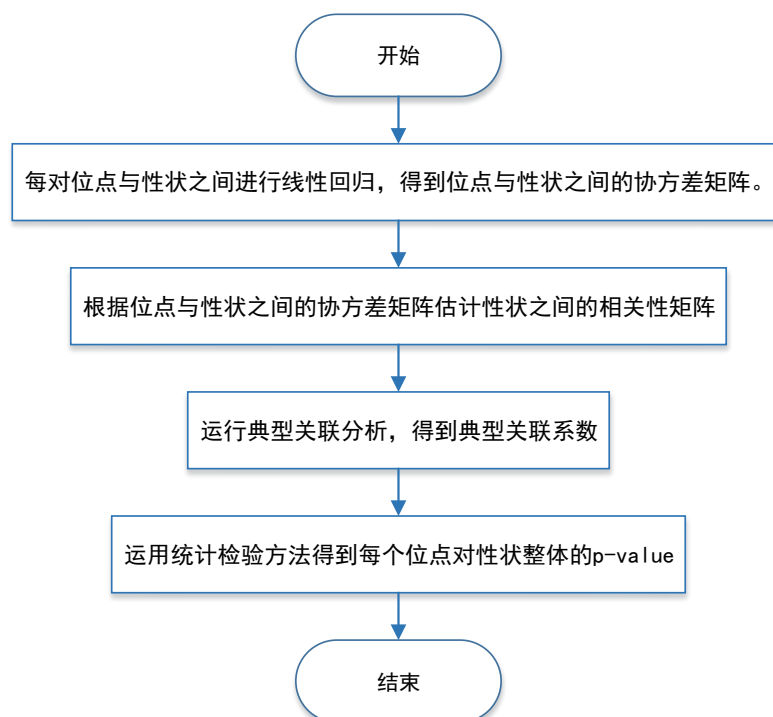 开始
每对位点与性状之间进行线性回归，得到位点与性状之间的协方差矩阵。
根据位点与性状之间的协方差矩阵估计性状之间的相关性矩阵
运行典型关联分析，得到典型关联系数
运用统计检验方法得到每个位点对性状整体的p-value
结束